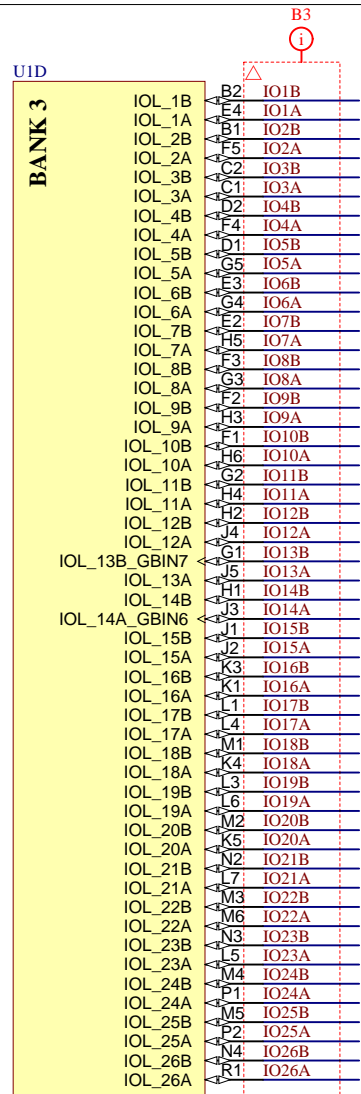 B3
i
U1D
BANK 3
IOL_1B B2 IO1B
IOL_1A E4 IO1A
IOL_2B B1 IO2B
IOL_2A F5 IO2A
IOL_3B C2 IO3B
IOL_3A C1 IO3A
IOL_4B D2 IO4B
IOL_4A F4 IO4A
IOL_5B D1 IO5B
IOL_5A G5 IO5A
IOL_6B E3 IO6B
IOL_6A G4 IO6A
IOL_7B E2 IO7B
IOL_7A H5 IO7A
IOL_8B F3 IO8B
IOL_8A G3 IO8A
IOL_9B F2 IO9B
IOL_9A H3 IO9A
IOL_10B F1 IO10B
IOL_10A H6 IO10A
IOL_11B G2 IO11B
IOL_11A H4 IO11A
IOL_12B H2 IO12B
IOL_12A J4 IO12A
IOL_13B_GBIN7 G1 IO13B
IOL_13A J5 IO13A
IOL_14B H1 IO14B
IOL_14A_GBIN6 J3 IO14A
IOL_15B J1 IO15B
IOL_15A J2 IO15A
IOL_16B K3 IO16B
IOL_16A K1 IO16A
IOL_17B L1 IO17B
IOL_17A L4 IO17A
IOL_18B M1 IO18B
IOL_18A K4 IO18A
IOL_19B L3 IO19B
IOL_19A L6 IO19A
IOL_20B M2 IO20B
IOL_20A K5 IO20A
IOL_21B N2 IO21B
IOL_21A L7 IO21A
IOL_22B M3 IO22B
IOL_22A M6 IO22A
IOL_23B N3 IO23B
IOL_23A L5 IO23A
IOL_24B M4 IO24B
IOL_24A P1 IO24A
IOL_25B M5 IO25B
IOL_25A P2 IO25A
IOL_26B N4 IO26B
IOL_26A R1 IO26A